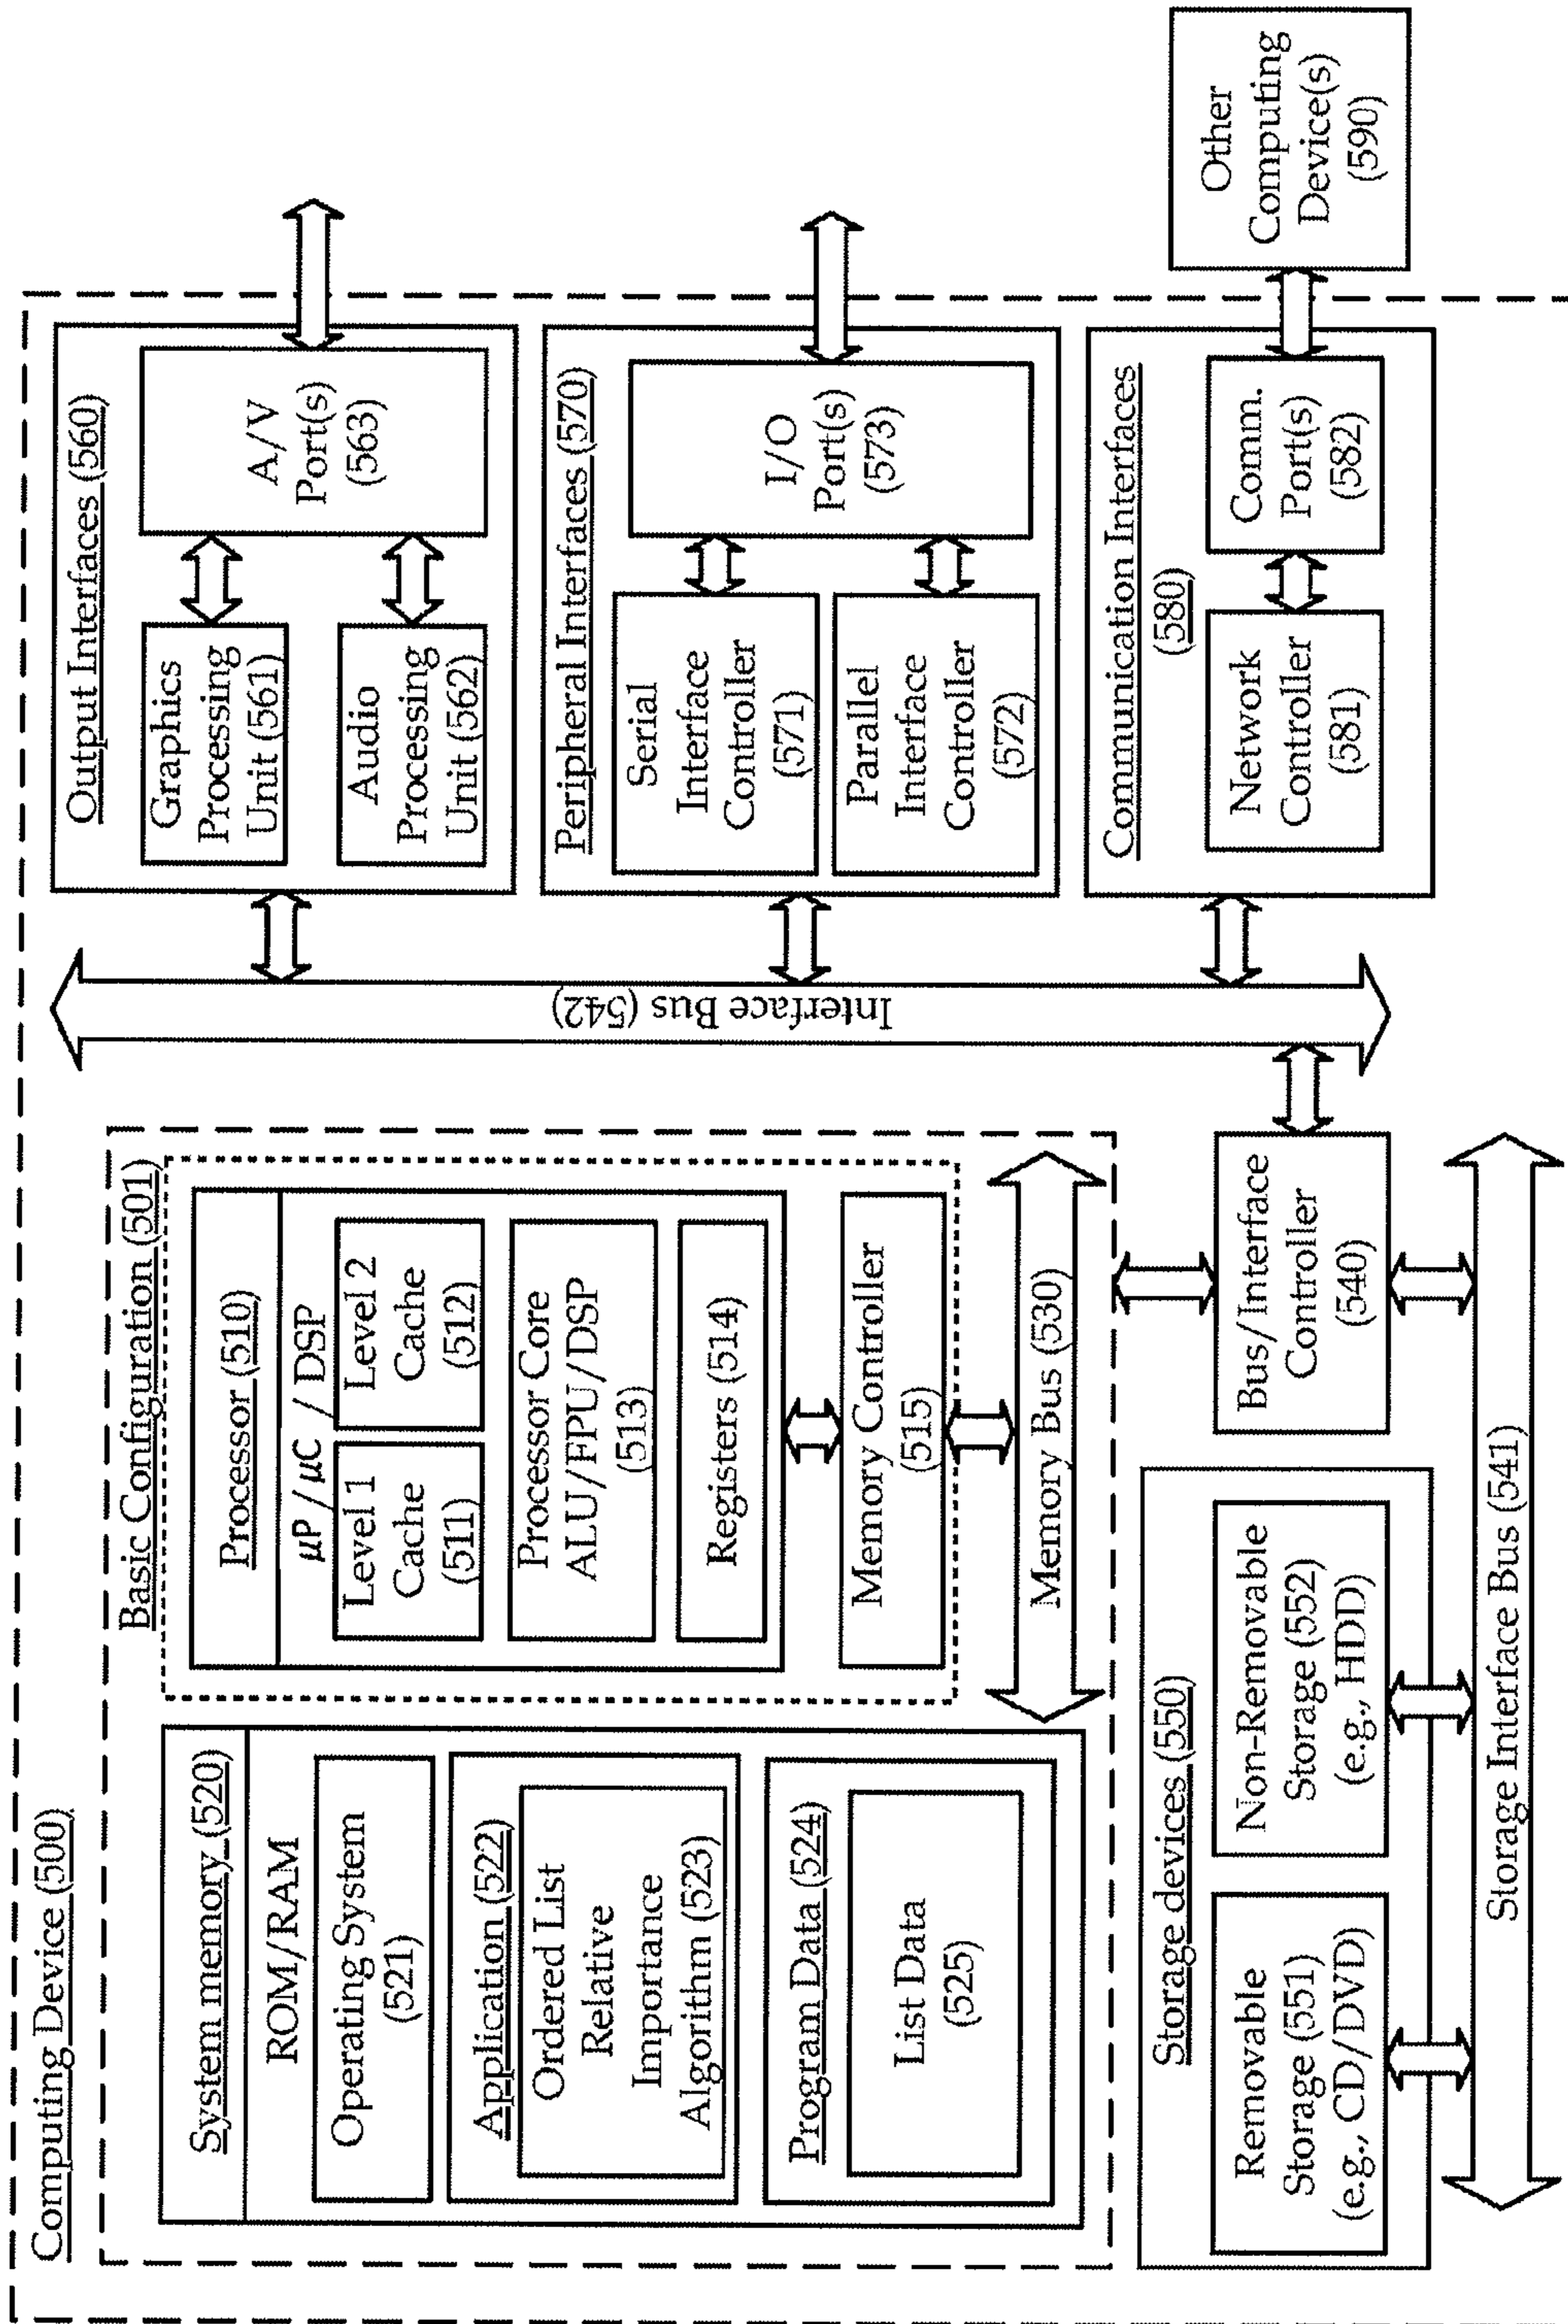 Computing Device (500)
Basic Configuration (501)
System memory (520)
ROM/RAM
Operating System
(521)
Application (522)
Ordered List
Relative
Importance
Algorithm (523)
Program Data (524)
List Data
(525)
Processor (510)
µP / µC / DSP
Level 1
Cache
(511)
Level 2
Cache
(512)
Processor Core
ALU/FPU/DSP
(513)
Registers (514)
Memory Controller
(515)
Memory Bus (530)
Bus/Interface
Controller
(540)
Storage devices (550)
Removable
Storage (551)
(e.g., CD/DVD)
Non-Removable
Storage (552)
(e.g., HDD)
Storage Interface Bus (541)
Interface Bus (542)
Output Interfaces (560)
Graphics
Processing
Unit (561)
Audio
Processing
Unit (562)
A/V
Port(s)
(563)
Peripheral Interfaces (570)
Serial
Interface
Controller
(571)
Parallel
Interface
Controller
(572)
I/O
Port(s)
(573)
Communication Interfaces
(580)
Network
Controller
(581)
Comm.
Port(s)
(582)
Other
Computing
Device(s)
(590)